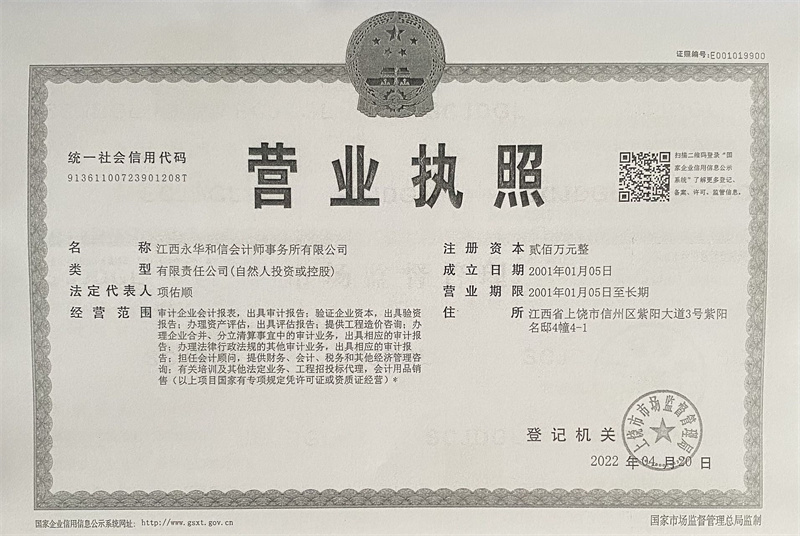 证照编号:E001019900
统一社会信用代码
91361100723901208T
营业执照
扫描二维码登录“国
家企业信用信息公示
系统”了解更多登记、
备案、许可、监管信息。
名 称 江西永华和信会计师事务所有限公司
类 型 有限责任公司(自然人投资或控股)
法定代表人 项佑顺
经营范围 审计企业会计报表,出具审计报告;验证企业资本,出具验资
报告;办理资产评估,出具评估报告;提供工程造价咨询;办
理企业合并、分立清算事宜中的审计业务,出具相应的审计报
告;办理法律行政法规的其他审计业务,出具相应的审计报
告;担任会计顾问,提供财务、会计、税务和其他经济管理咨
询;有关培训及其他法定业务、工程招投标代理,会计用品销
售(以上项目国家有专项规定凭许可证或资质证经营)*
注册资本 贰佰万元整
成立日期 2001年01月05日
营业期限 2001年01月05日至长期
住 所 江西省上饶市信州区紫阳大道3号紫阳
名邸4幢4-1
登记机关
上饶市市场监督管理局
2022 年 04 月 20 日
国家企业信用信息公示系统网址: http://www.gsxt.gov.cn
国家市场监督管理总局监制